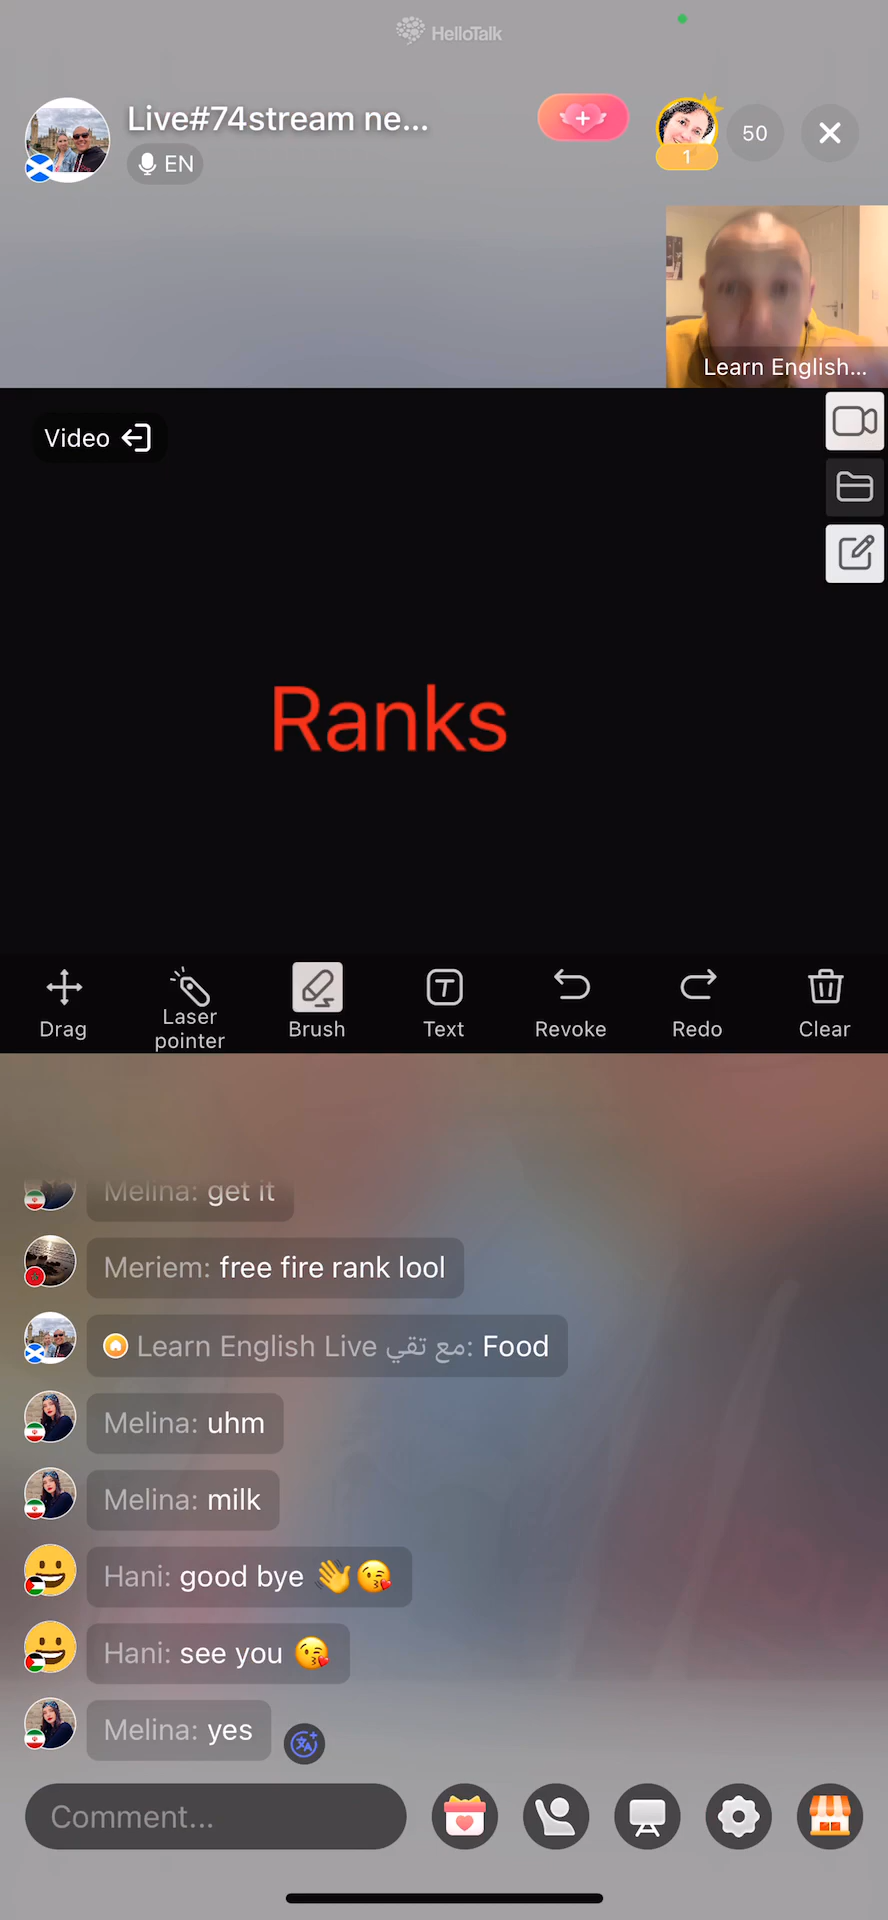 HelloTalk
Live#74stream ne...
EN
1
50
Learn English...
Video
Ranks
Drag
Laser pointer
Brush
Text
Revoke
Redo
Clear
Melina: get it
Meriem: free fire rank lool
Learn English Live مع تقي: Food
Melina: uhm
Melina: milk
Hani: good bye 👋😘
Hani: see you 😘
Melina: yes
Comment...